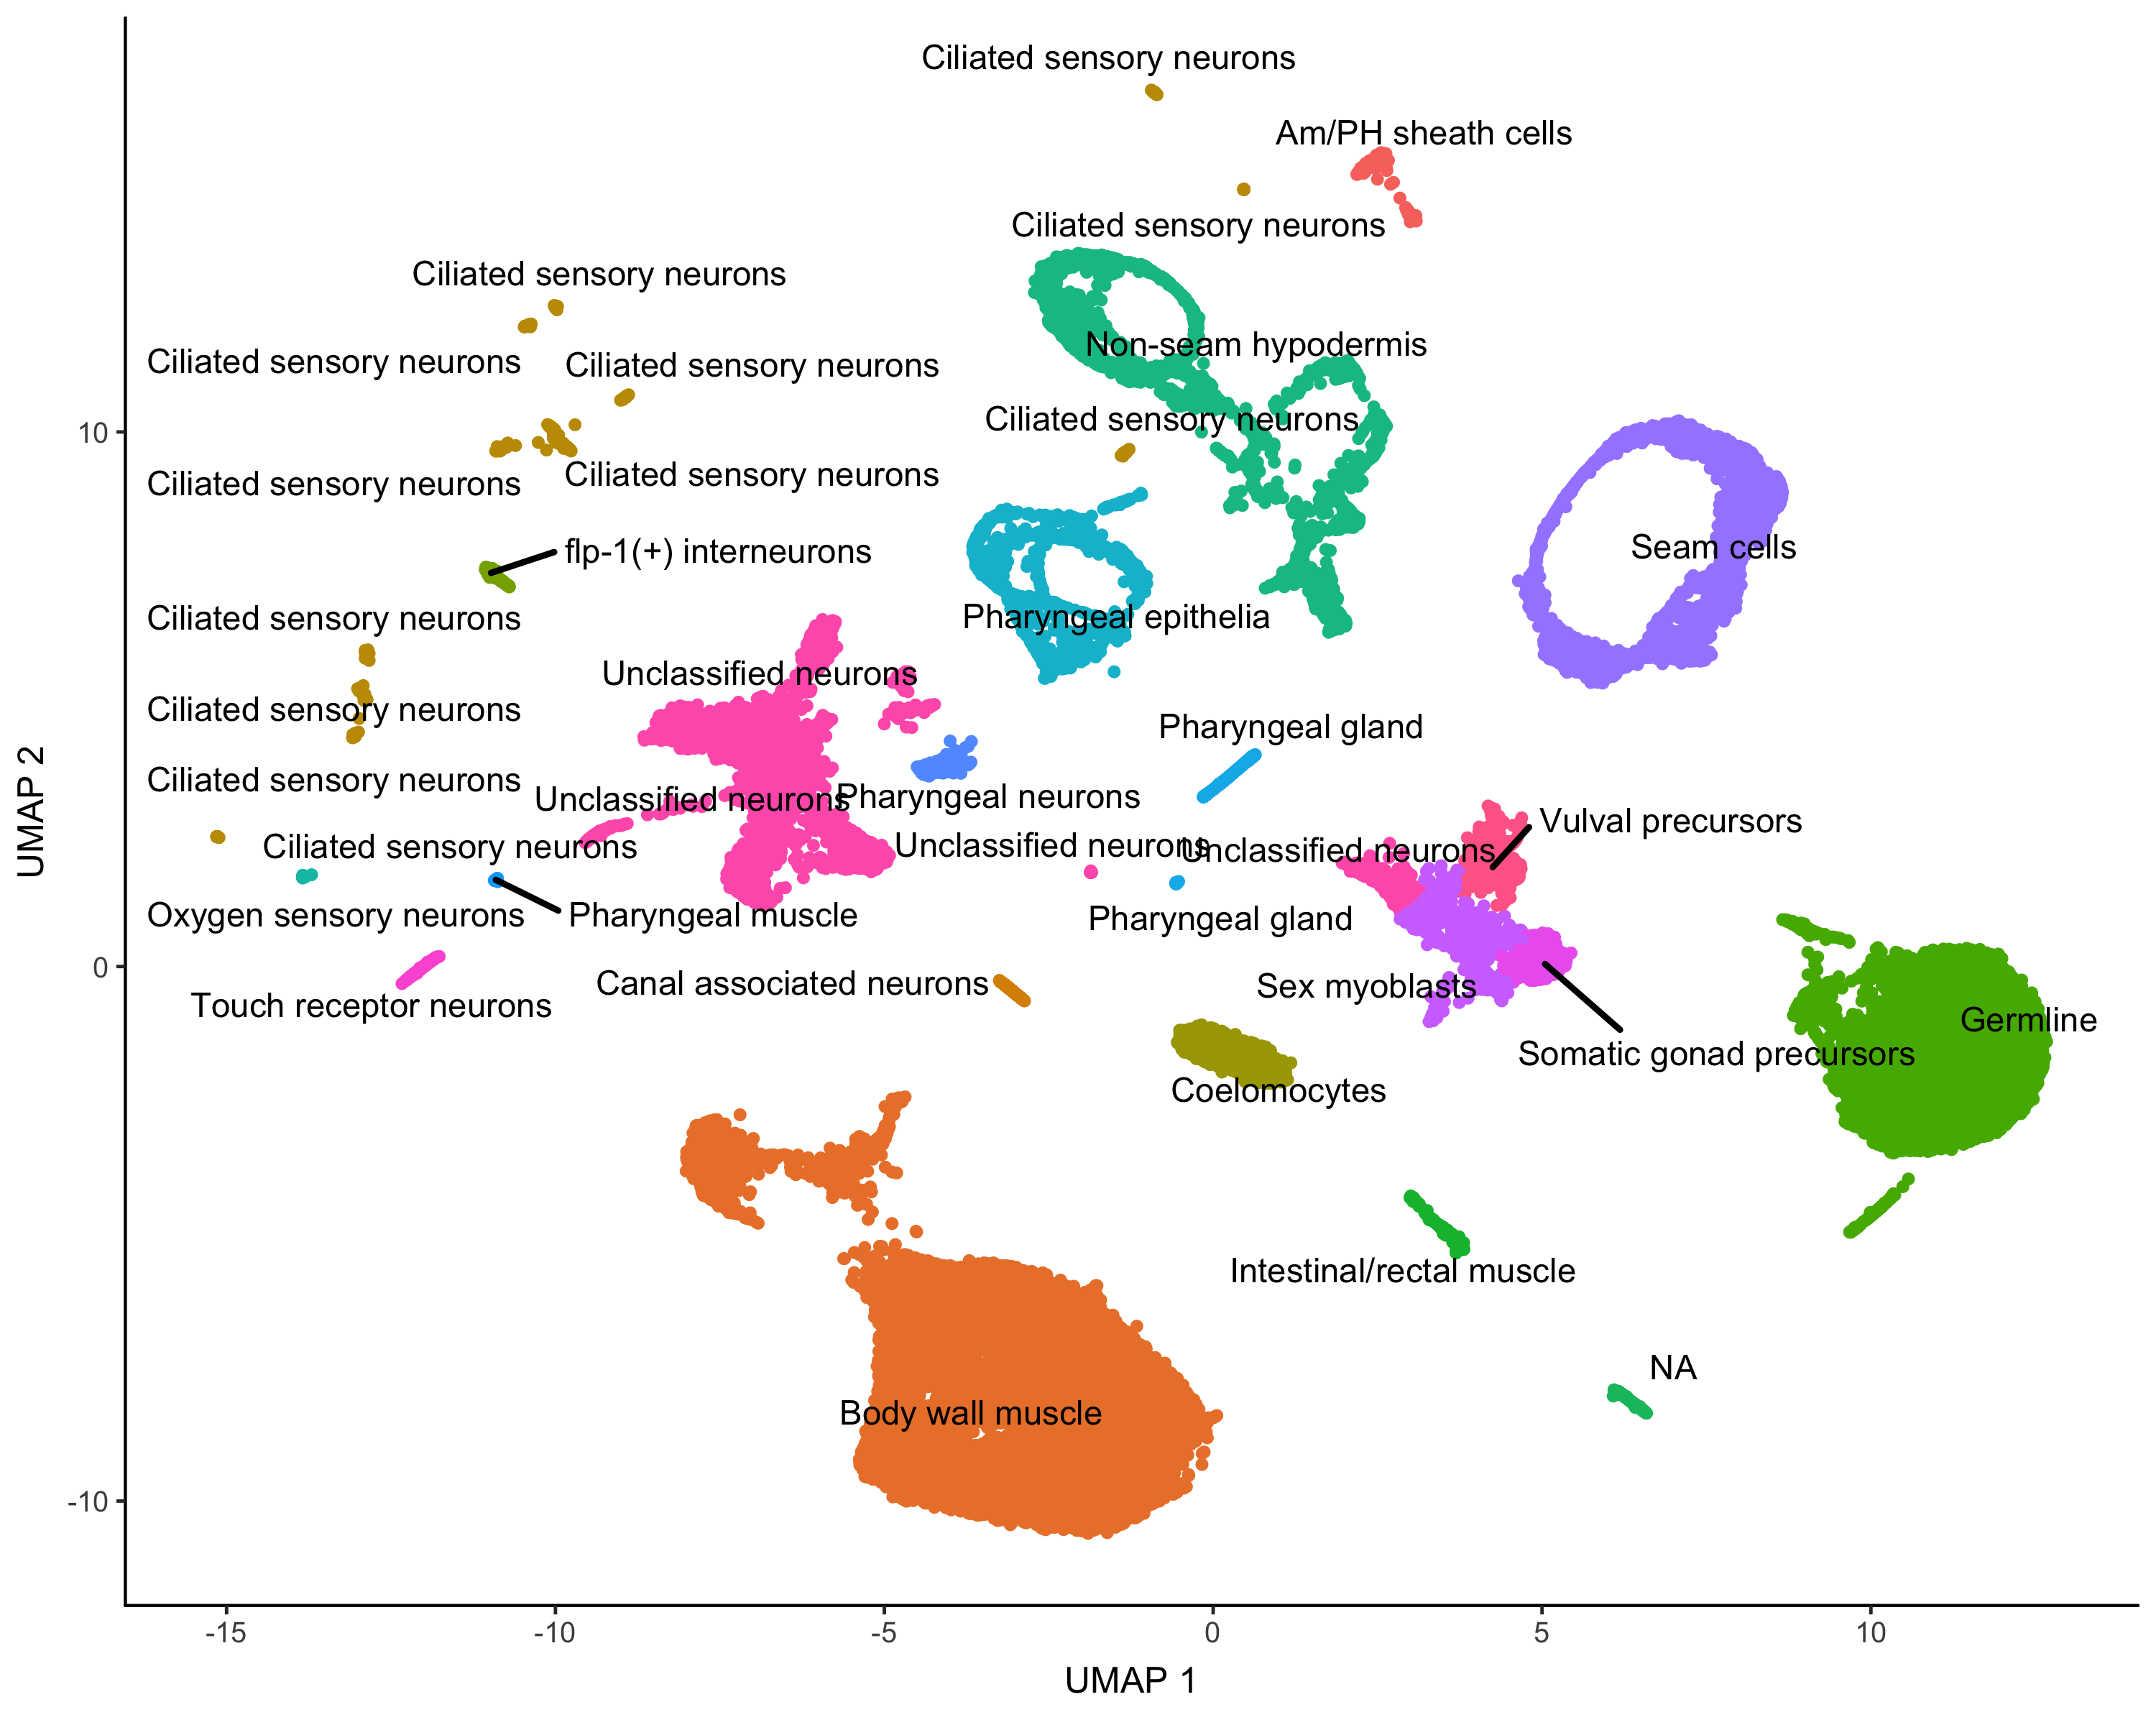 Ciliated sensory neurons
Am/PH sheath cells
Ciliated sensory neurons
Ciliated sensory neurons
Non-seam hypodermis
Ciliated sensory neurons
Ciliated sensory neurons
Ciliated sensory neurons
10
Ciliated sensory neurons
Ciliated sensory neurons
flp-1(+) interneurons
Seam cells
Ciliated sensory neurons
Pharyngeal epithelia
Unclassified neurons
Ciliated sensory neurons
Pharyngeal gland
Ciliated sensory neurons
Unclassified neurons
Pharyngeal neurons
Vulval precursors
UMAP 2
Ciliated sensory neurons
Unclassified neurons
Unclassified neurons
Oxygen sensory neurons
Pharyngeal muscle
Pharyngeal gland
0
Canal associated neurons
Sex myoblasts
Touch receptor neurons
Germline
Somatic gonad precursors
Coelomocytes
Intestinal/rectal muscle
NA
Body wall muscle
-10
-15
-10
-5
0
5
10
UMAP 1